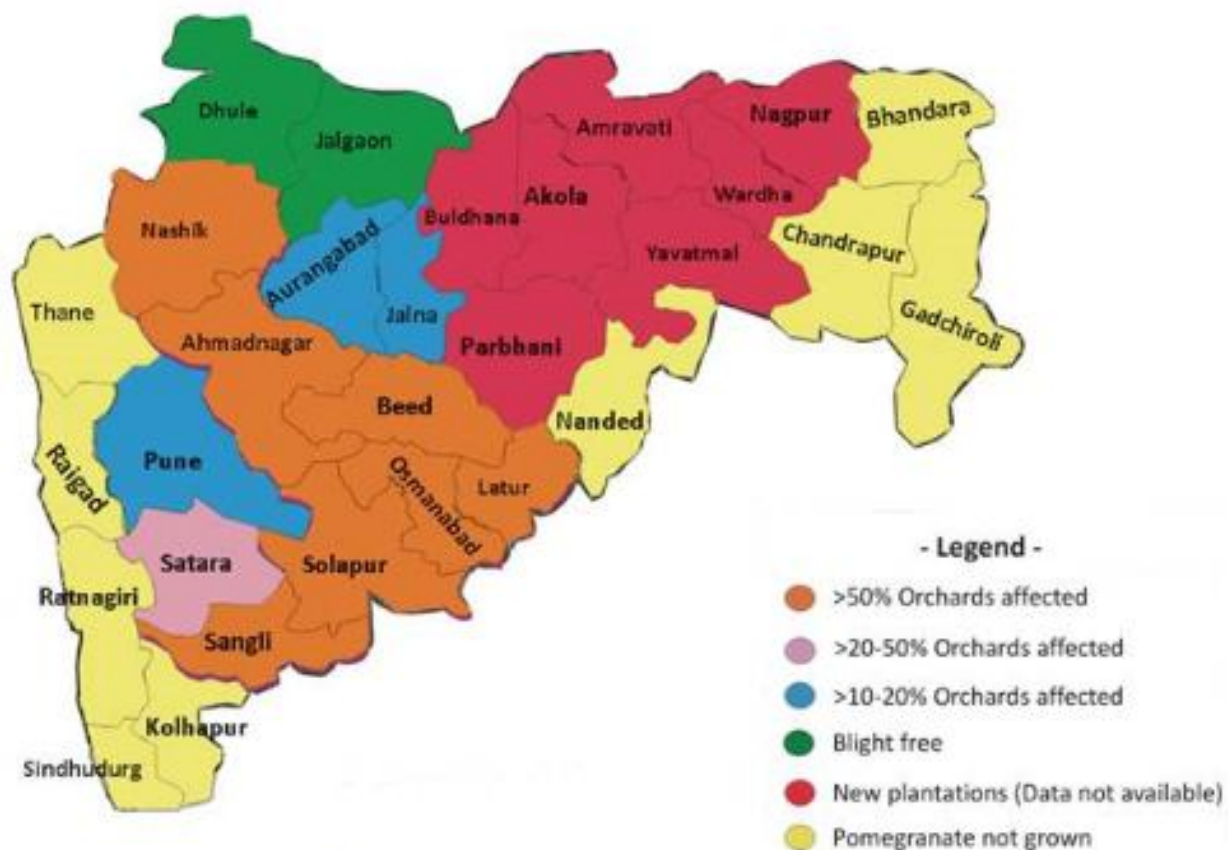 Dhule
Jalgaon
Nagpur
Bhandara
Amravati
Akola
Wardha
Buldhana
Nashik
Aurangabad
Yavatmal
Chandrapur
Thane
Jalna
Gadchiroli
Ahmadnagar
Parbhani
Beed
Nanded
Pune
Raigad
Osmanabad
Latur
Satara
Solapur
Ratnagiri
Sangli
Kolhapur
Sindhudurg
- Legend -
>50% Orchards affected
>20-50% Orchards affected
>10-20% Orchards affected
Blight free
New plantations (Data not available)
Pomegranate not grown